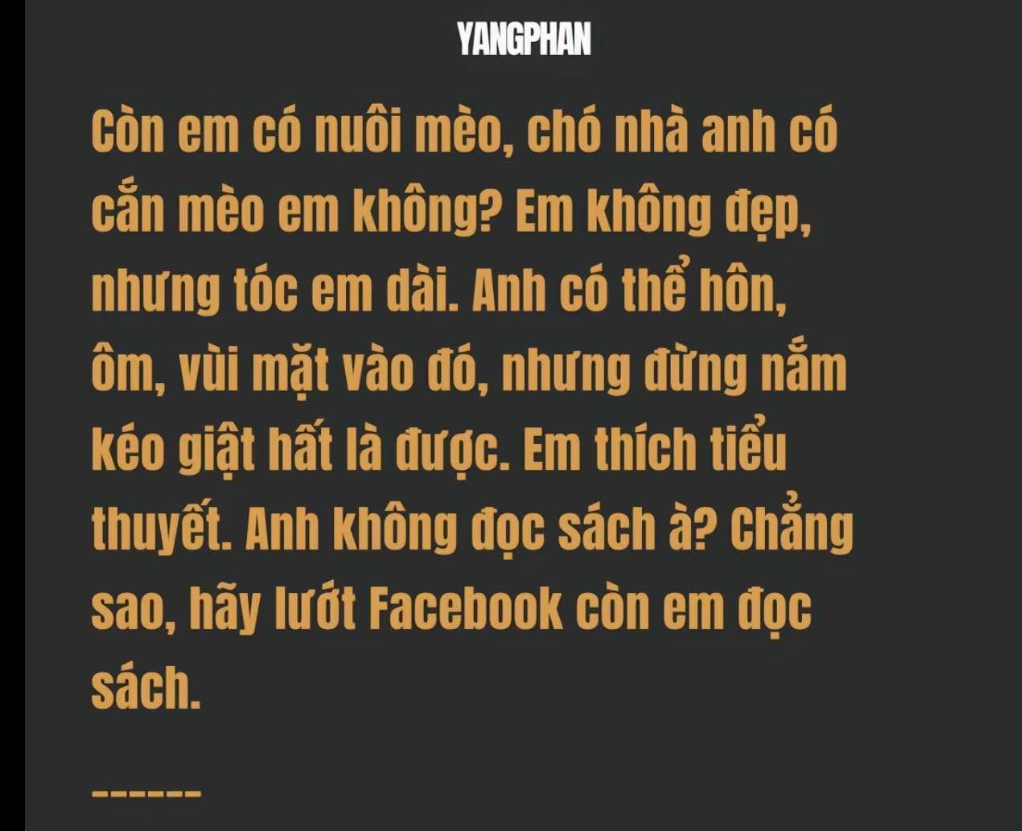 YANGPHAN
Còn em có nuôi mèo, chó nhà anh có
cắn mèo em không? Em không đẹp,
nhưng tóc em dài. Anh có thể hôn,
ôm, vùi mặt vào đó, nhưng đừng nắm
kéo giật hất là được. Em thích tiểu
thuyết. Anh không đọc sách à? Chẳng
sao, hãy lướt Facebook còn em đọc
sách.
------